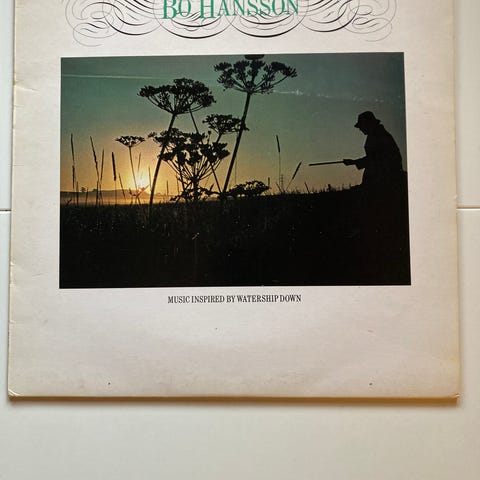 BO HANSSON
MUSIC INSPIRED BY WATERSHIP DOWN